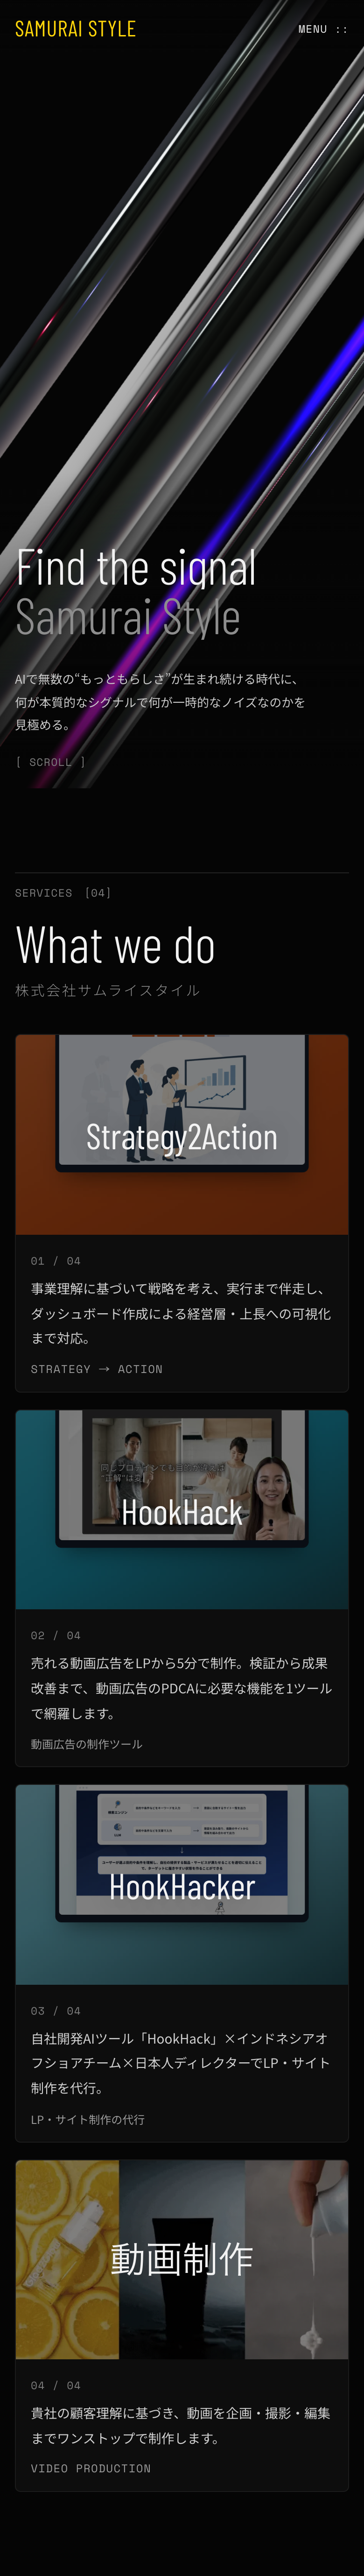 SAMURAI STYLE
MENU ::
Find the signal
Samurai Style
AIで無数の“もっともらしさ”が生まれ続ける時代に、
何が本質的なシグナルで何が一時的なノイズなのかを
見極める。
[ SCROLL ]
SERVICES [04]
What we do
株式会社サムライスタイル
Strategy2Action
01 / 04
事業理解に基づいて戦略を考え、実行まで伴走し、
ダッシュボード作成による経営層・上長への可視化
まで対応。
STRATEGY → ACTION
HookHack
02 / 04
売れる動画広告をLPから5分で制作。検証から成果
改善まで、動画広告のPDCAに必要な機能を1ツール
で網羅します。
動画広告の制作ツール
HookHacker
03 / 04
自社開発AIツール「HookHack」×インドネシアオ
フショアチーム×日本人ディレクターでLP・サイト
制作を代行。
LP・サイト制作の代行
動画制作
04 / 04
貴社の顧客理解に基づき、動画を企画・撮影・編集
までワンストップで制作します。
VIDEO PRODUCTION